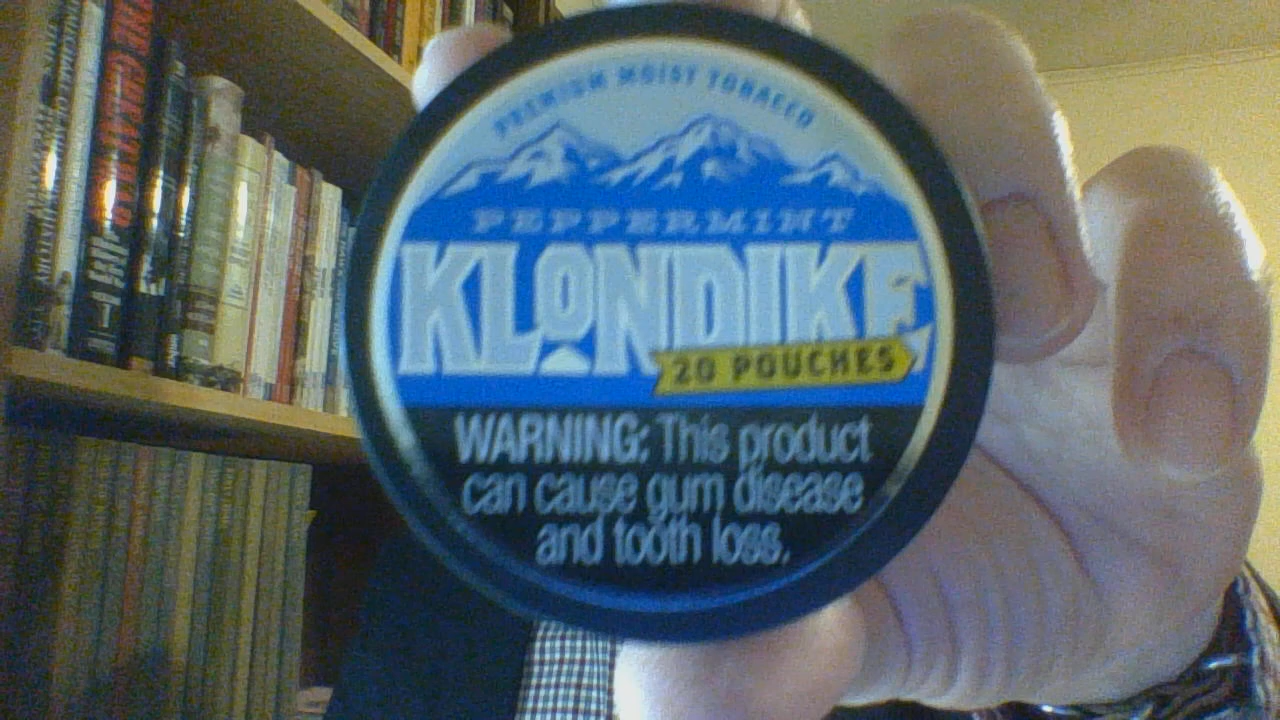 PREMIUM MOIST TOBACCO
PEPPERMINT
KLONDIKE
20 POUCHES
WARNING: This product
can cause gum disease
and tooth loss.